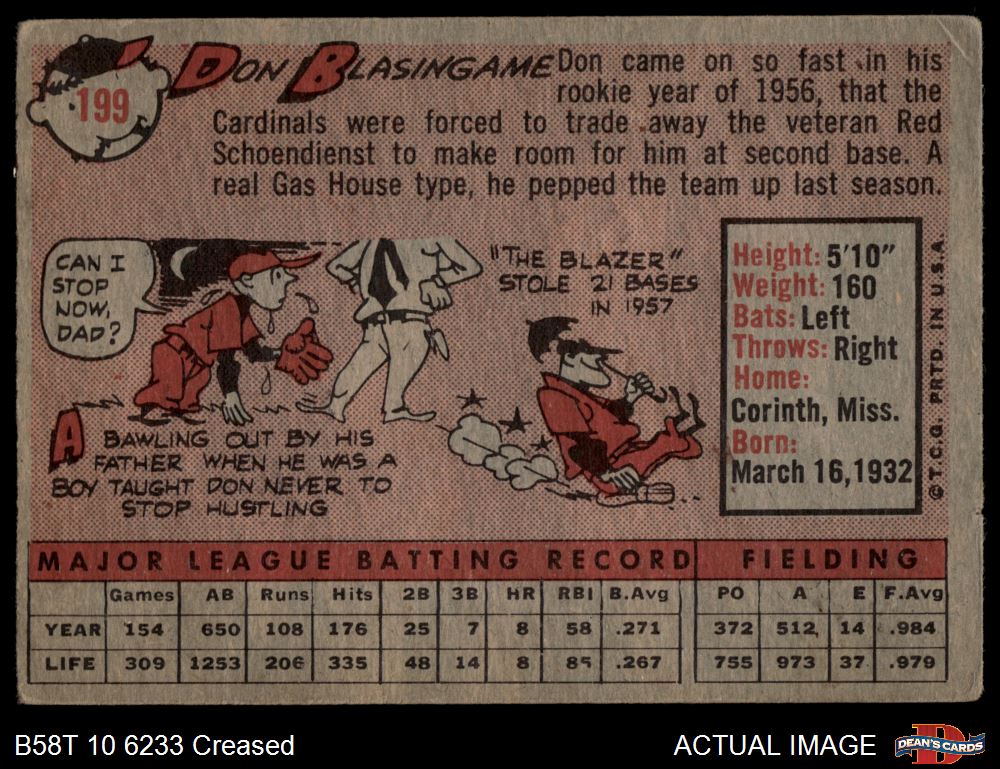 199
DON BLASINGAME
Don came on so fast in his
rookie year of 1956, that the
Cardinals were forced to trade away the veteran Red
Schoendienst to make room for him at second base. A
real Gas House type, he pepped the team up last season.
CAN I
STOP
NOW,
DAD?
A BAWLING OUT BY HIS
FATHER WHEN HE WAS A
BOY TAUGHT DON NEVER TO
STOP HUSTLING
"THE BLAZER"
STOLE 21 BASES
IN 1957
Height: 5'10"
Weight: 160
Bats: Left
Throws: Right
Home:
Corinth, Miss.
Born:
March 16, 1932
©T.C.G. PRTD. IN U.S.A.
MAJOR LEAGUE BATTING RECORD FIELDING
Games AB Runs Hits 2B 3B HR RBI B.Avg PO A E F.Avg
YEAR 154 650 108 176 25 7 8 58 .271 372 512 14 .984
LIFE 309 1253 206 335 48 14 8 85 .267 755 973 37 .979
B58T 10 6233 Creased
ACTUAL IMAGE
D
DEAN'S CARDS